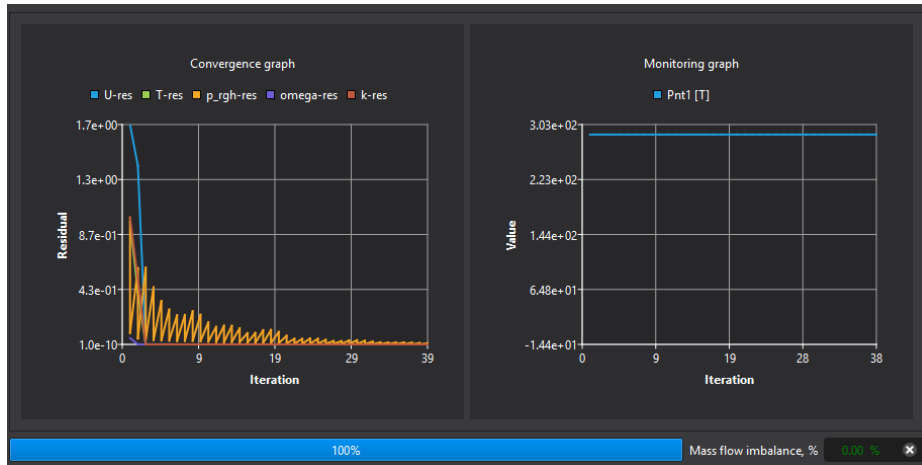 Convergence graph
U-res T-res p_rgh-res omega-res k-res
1.7e+00
1.3e+00
8.7e-01
4.3e-01
1.0e-10
Residual
0 9 19 29 39
Iteration
Monitoring graph
Pnt1 [T]
3.03e+02
2.23e+02
1.44e+02
6.48e+01
-1.44e+01
Value
0 9 19 28 38
Iteration
100%
Mass flow imbalance, % 0.00 %